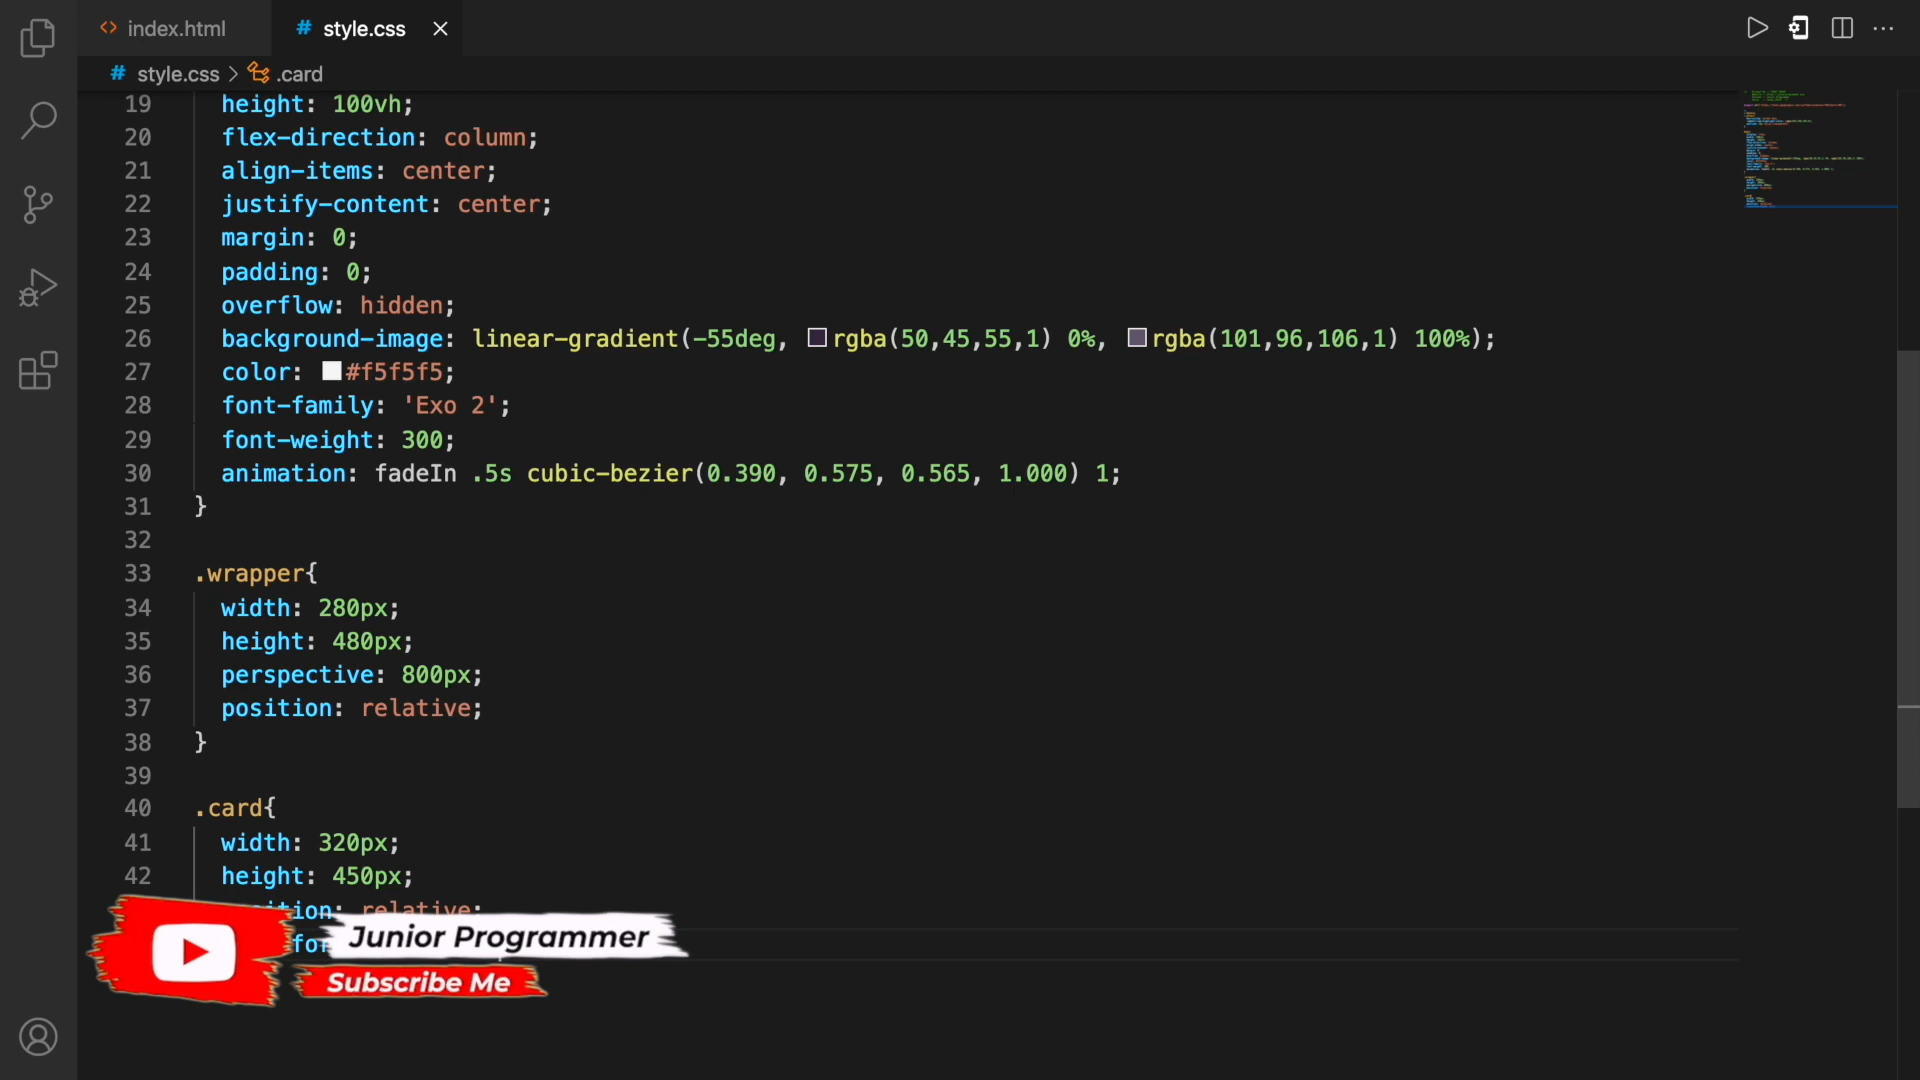 index.html
style.css
style.css > .card
19 height: 100vh;
20 flex-direction: column;
21 align-items: center;
22 justify-content: center;
23 margin: 0;
24 padding: 0;
25 overflow: hidden;
26 background-image: linear-gradient(-55deg, rgba(50,45,55,1) 0%, rgba(101,96,106,1) 100%);
27 color: #f5f5f5;
28 font-family: 'Exo 2';
29 font-weight: 300;
30 animation: fadeIn .5s cubic-bezier(0.390, 0.575, 0.565, 1.000) 1;
31 }
32
33 .wrapper{
34 width: 280px;
35 height: 480px;
36 perspective: 800px;
37 position: relative;
38 }
39
40 .card{
41 width: 320px;
42 height: 450px;
position: relative;
Junior Programmer
Subscribe Me